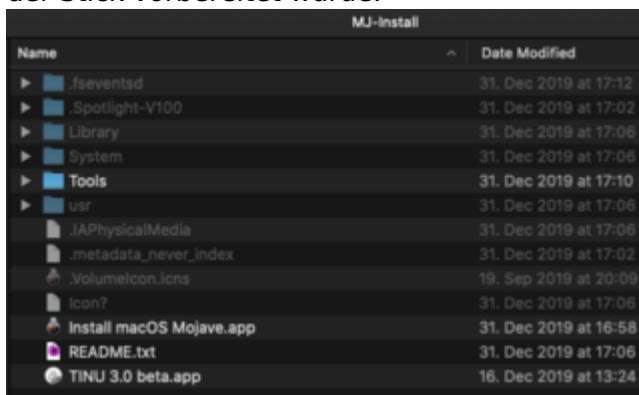 der Stick vorbereitet wurde.
MJ-Install
Name Date Modified
.fseventsd 31. Dec 2019 at 17:12
.Spotlight-V100 31. Dec 2019 at 17:02
Library 31. Dec 2019 at 17:06
System 31. Dec 2019 at 17:06
Tools 31. Dec 2019 at 17:10
usr 31. Dec 2019 at 17:06
.IAPhysicalMedia 31. Dec 2019 at 17:06
.metadata_never_index 31. Dec 2019 at 17:02
.VolumeIcon.icns 19. Sep 2019 at 20:09
Icon? 31. Dec 2019 at 17:06
Install macOS Mojave.app 31. Dec 2019 at 16:58
README.txt 31. Dec 2019 at 17:06
TINU 3.0 beta.app 16. Dec 2019 at 13:24